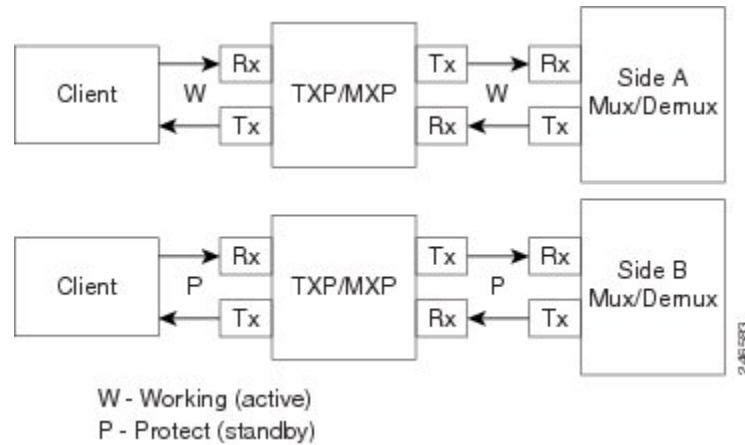 Rx
Tx
Rx
Client
W
TXP/MXP
W
Side A
Mux/Demux
Tx
Rx
Tx
Rx
Tx
Rx
Client
P
TXP/MXP
P
Side B
Mux/Demux
Tx
Rx
Tx
W - Working (active)
P - Protect (standby)